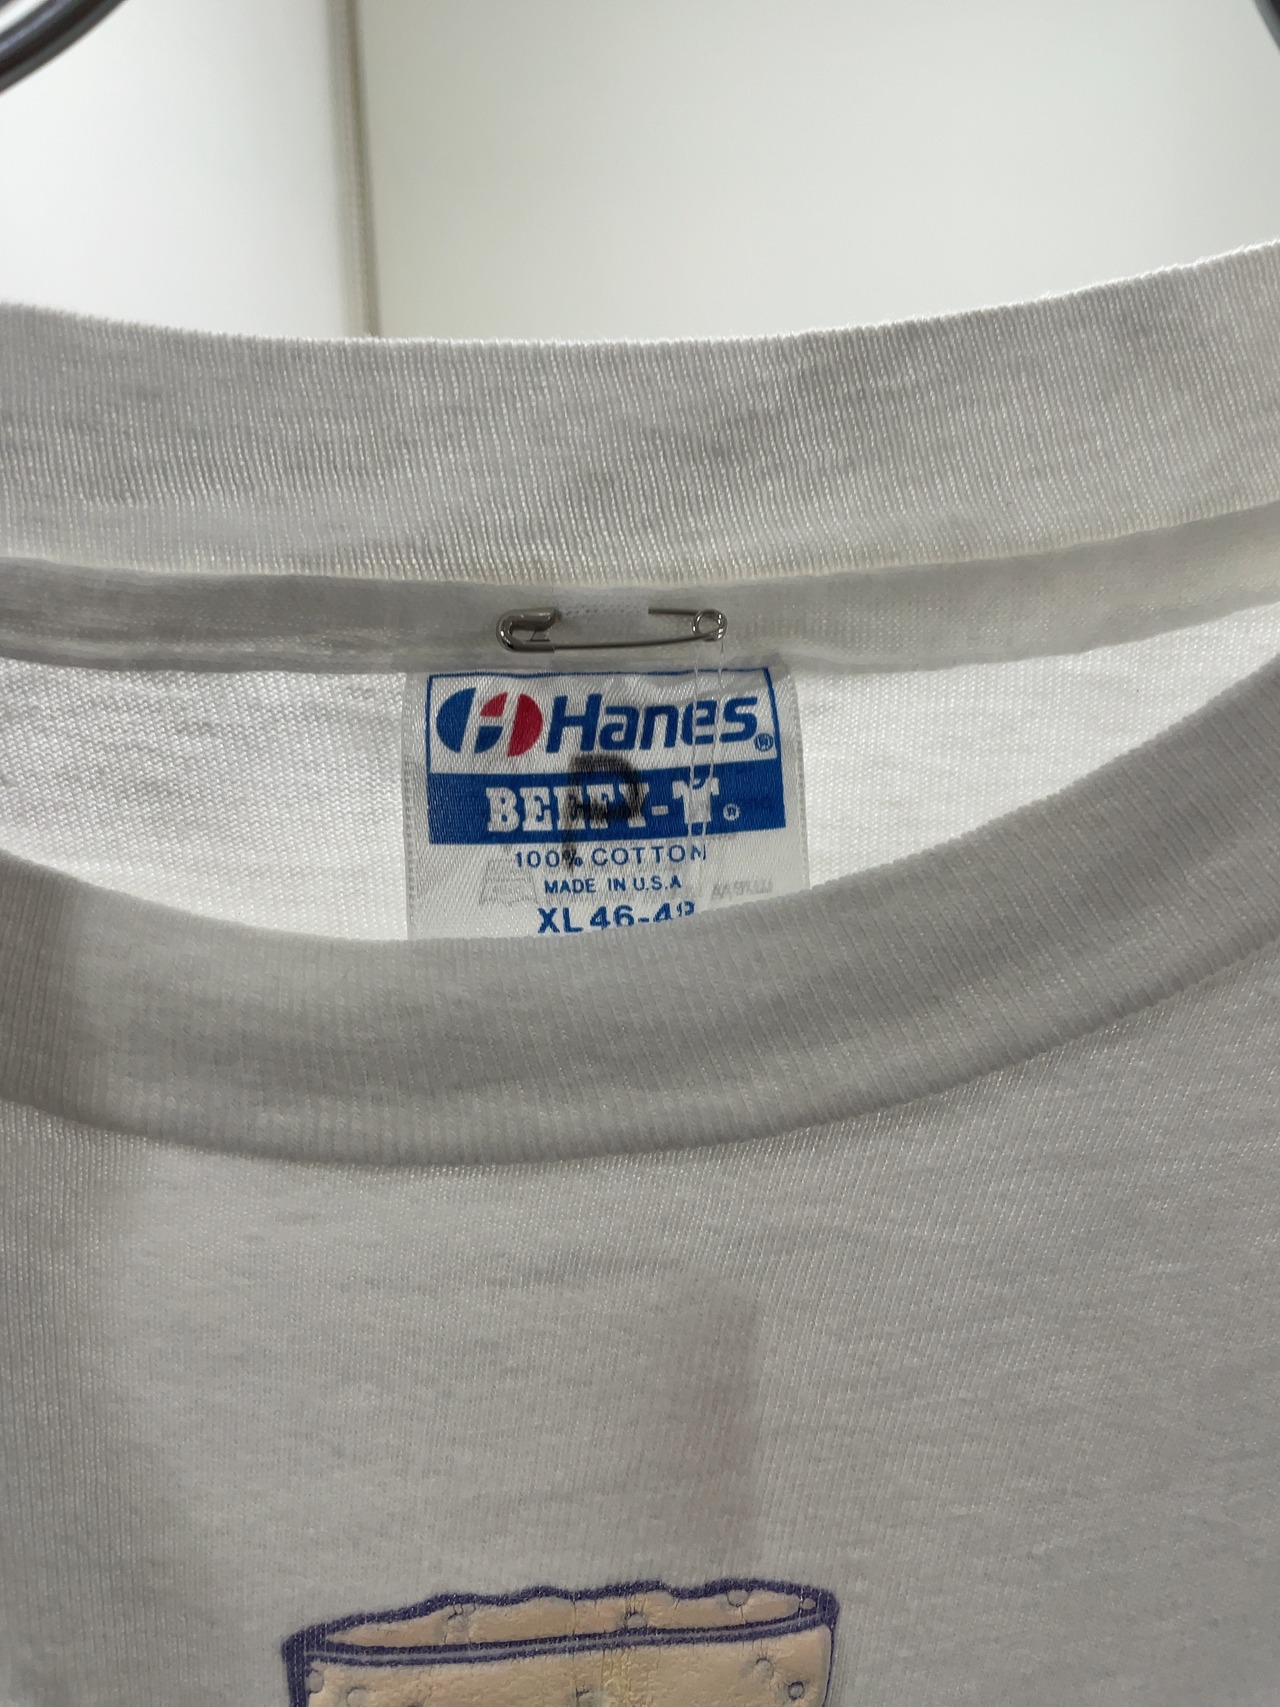 Hanes®
BEEFY-T®
P
100% COTTON
MADE IN U.S.A
XL 46-48